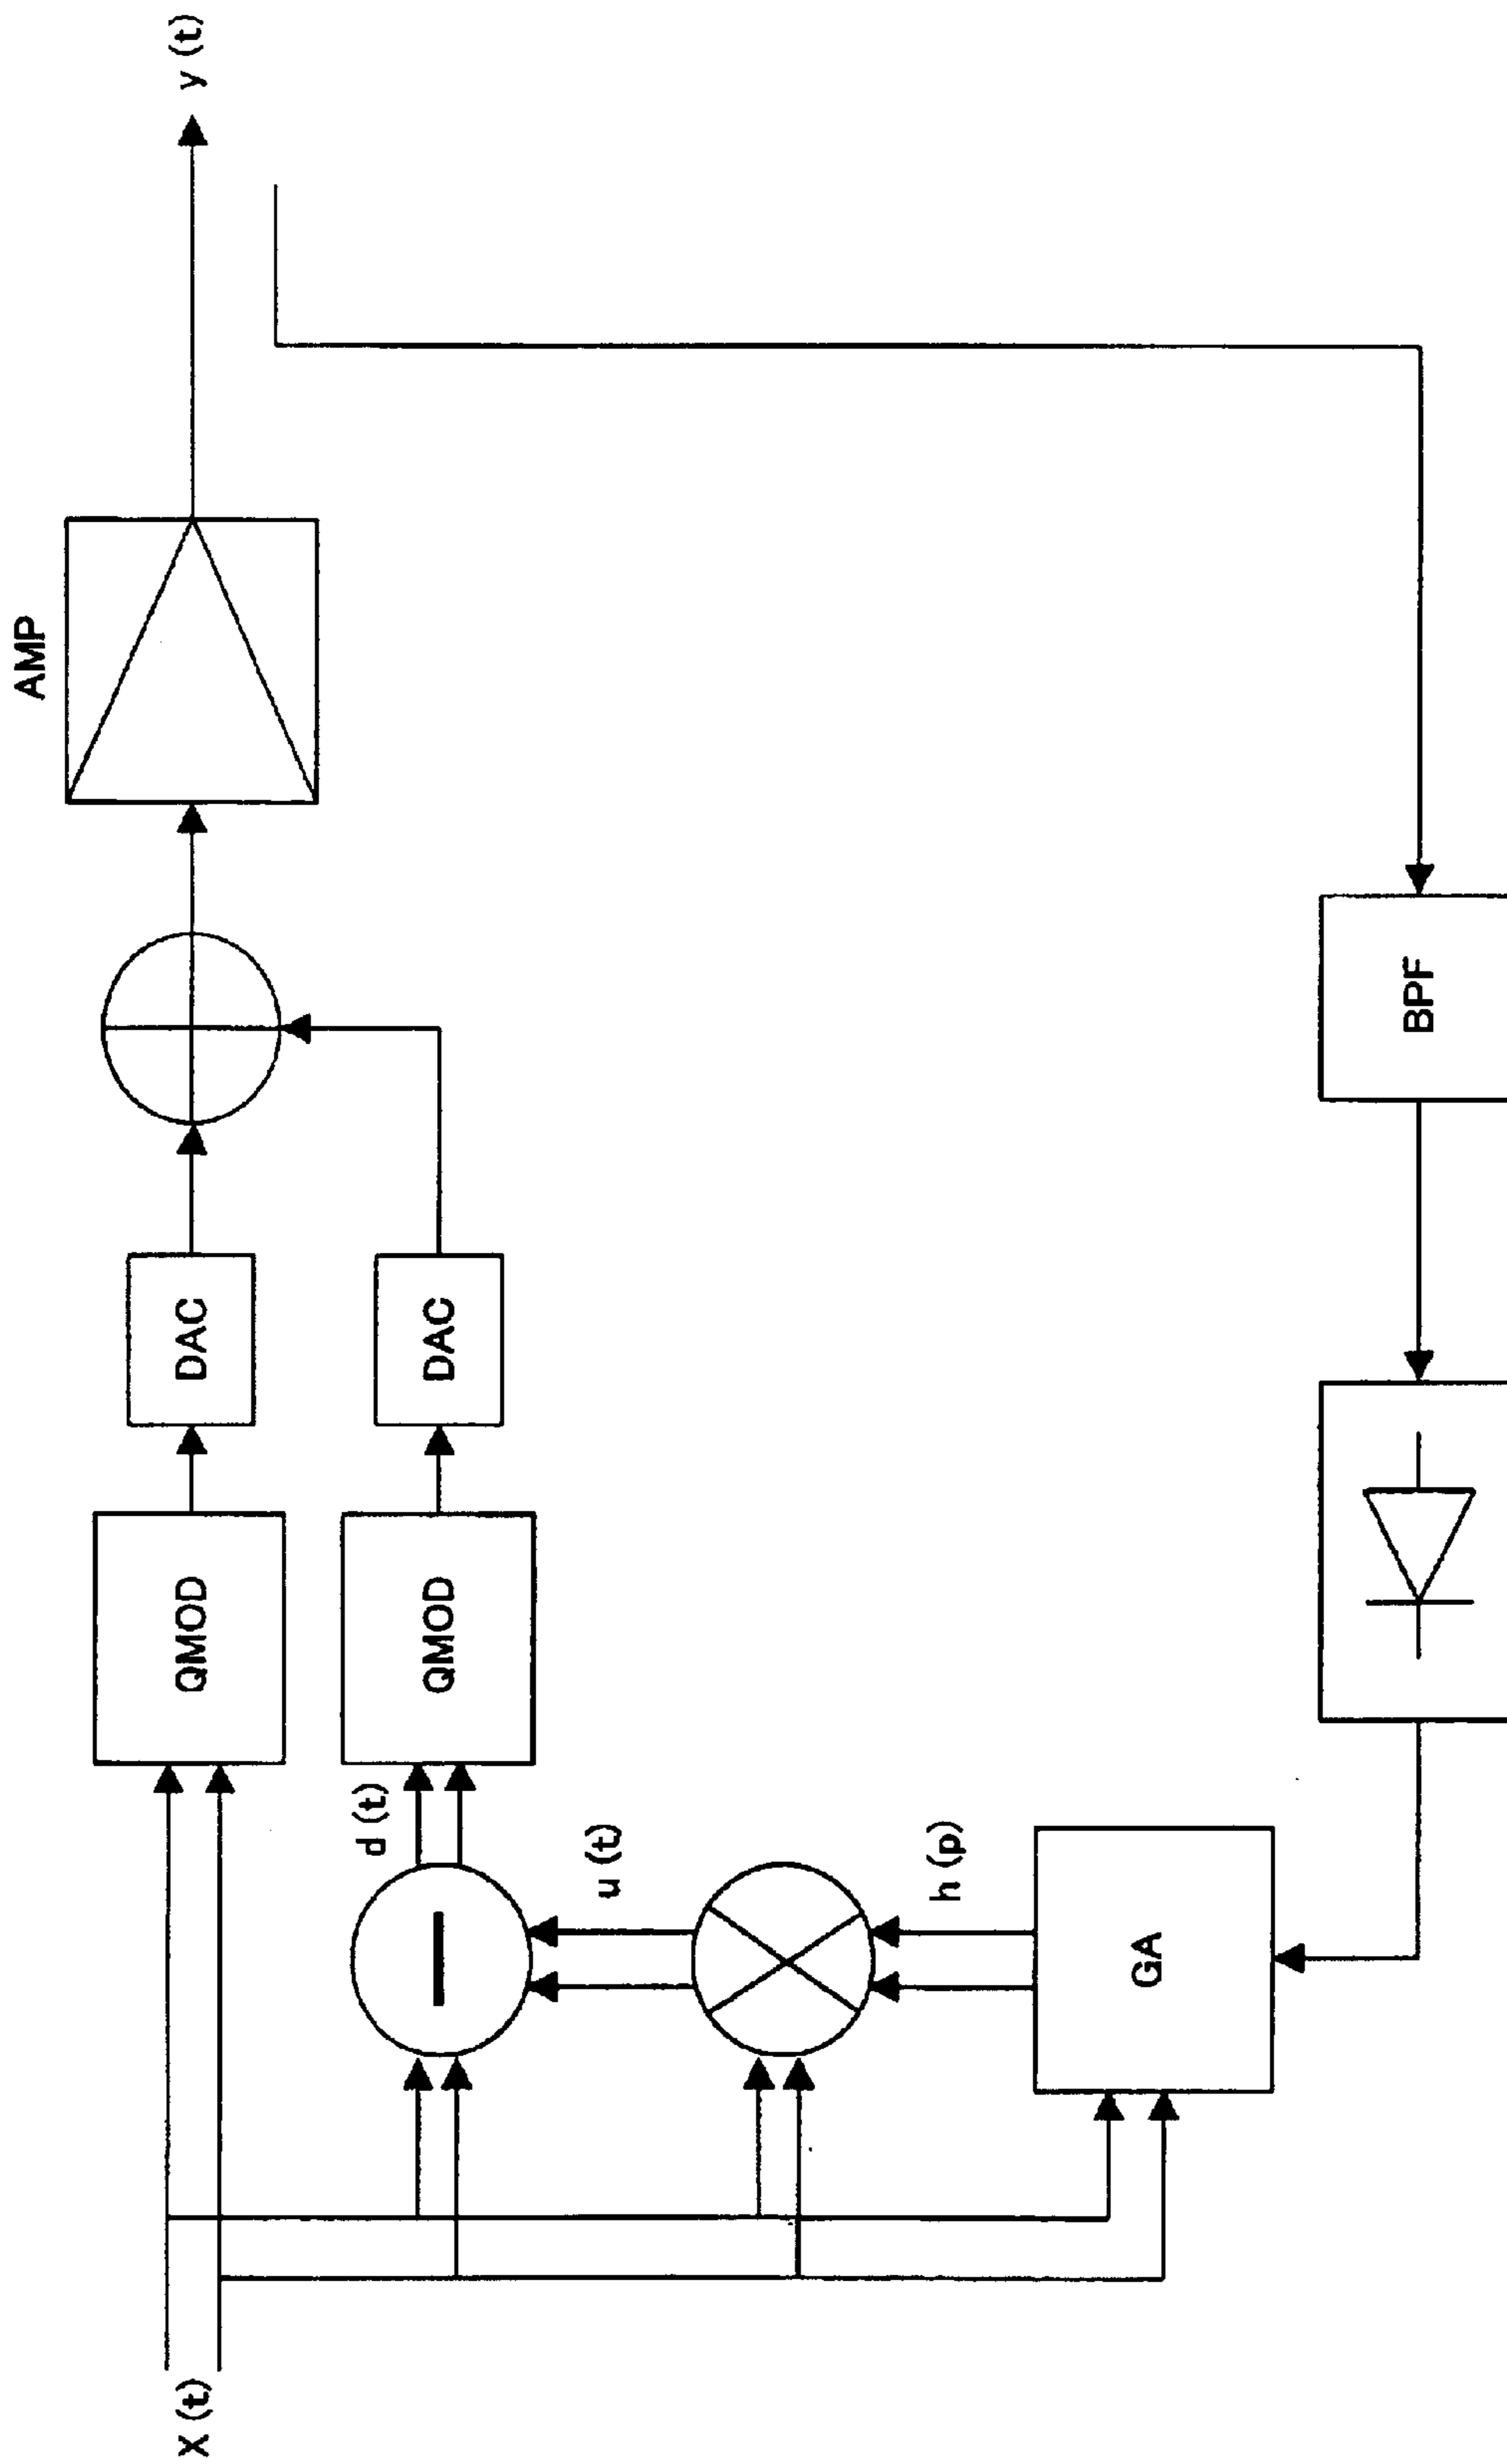 AMP
X (t)
QMOD
DAC
y (t)
d (t)
QMOD
DAC
u (t)
h (p)
GA
BPF